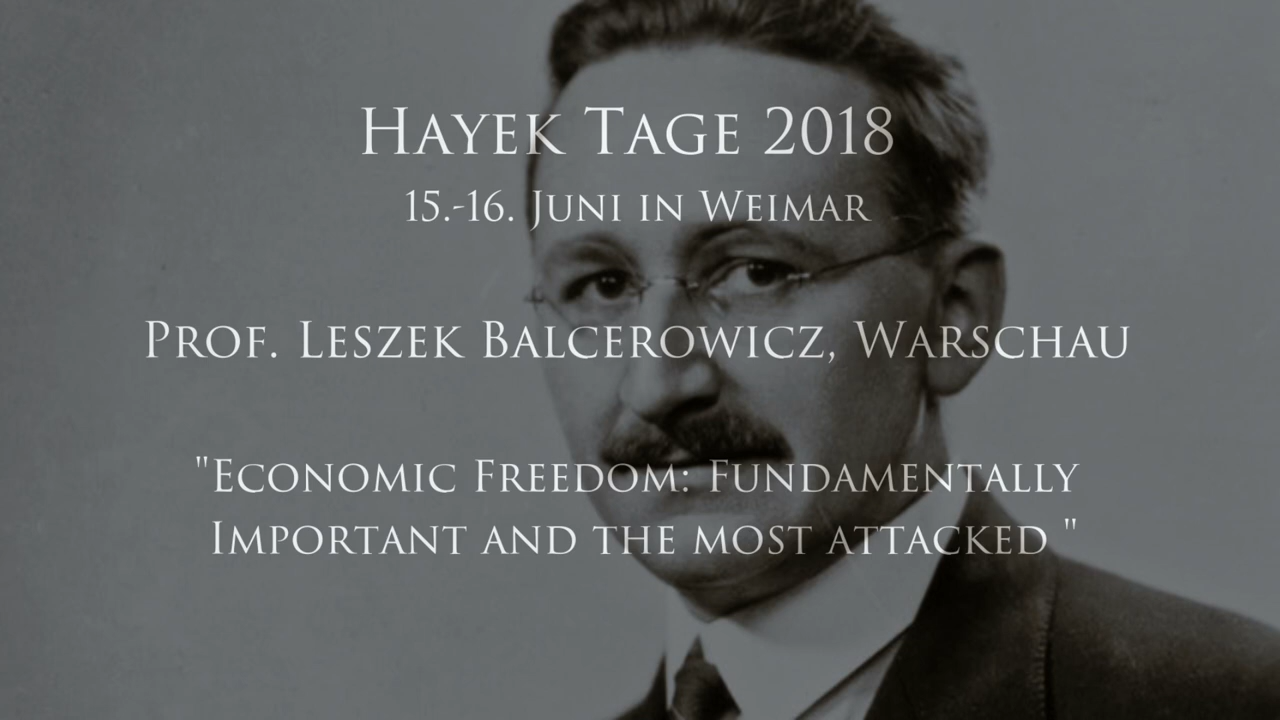 Hayek Tage 2018
15.-16. Juni in Weimar
Prof. Leszek Balcerowicz, Warschau
"Economic Freedom: Fundamentally
Important and the most attacked "